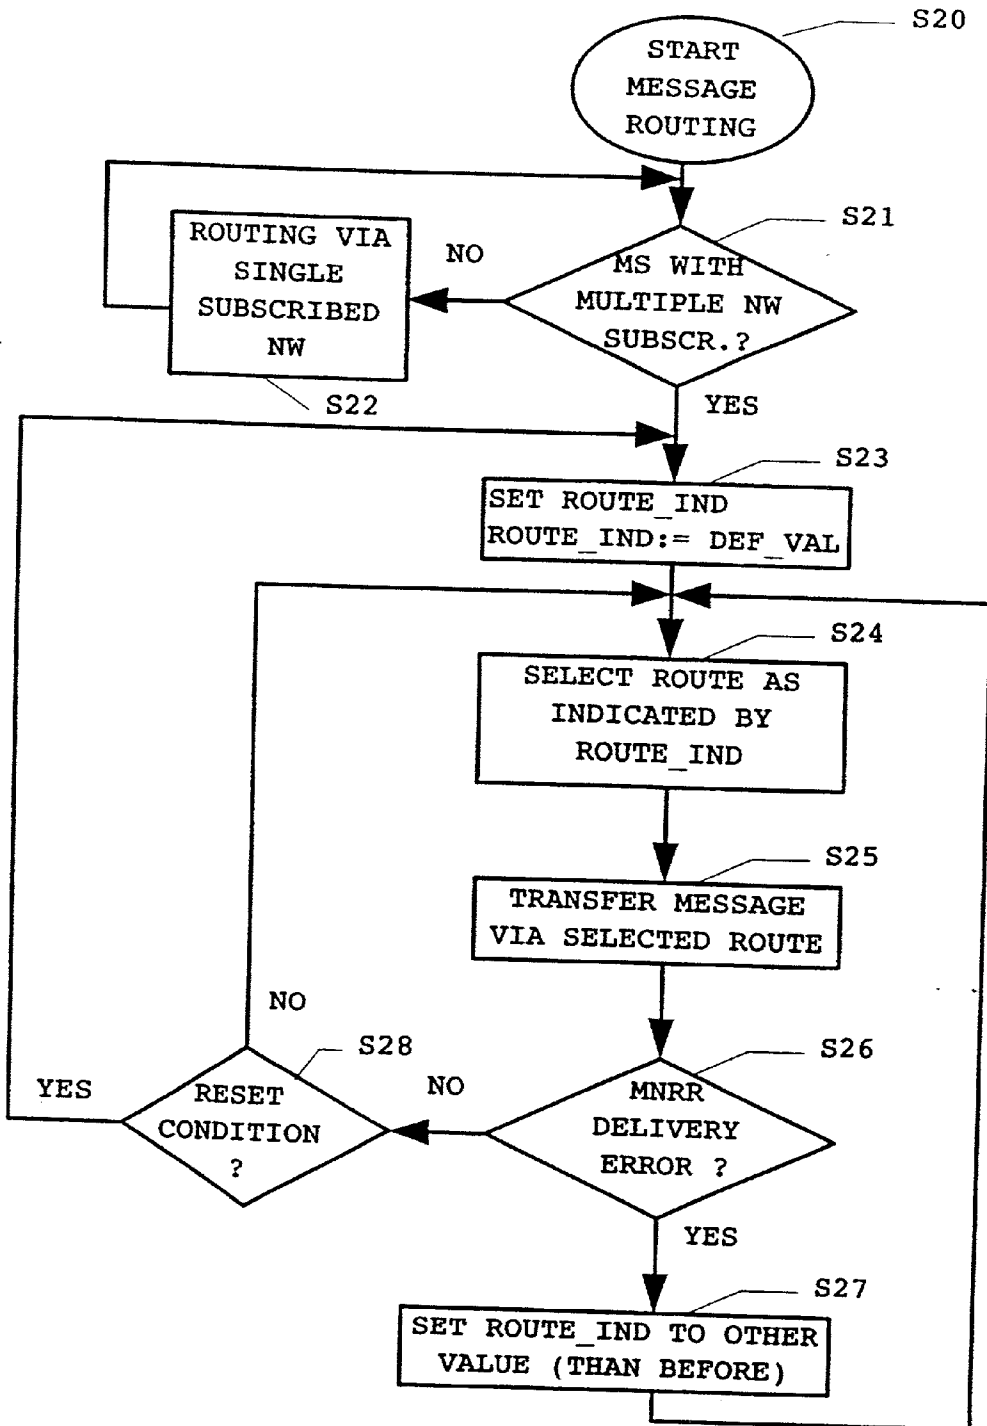 S20
START
MESSAGE
ROUTING
S21
MS WITH
MULTIPLE NW
SUBSCR.?
NO
ROUTING VIA
SINGLE
SUBSCRIBED
NW
S22
YES
S23
SET ROUTE_IND
ROUTE_IND:= DEF_VAL
S24
SELECT ROUTE AS
INDICATED BY
ROUTE_IND
S25
TRANSFER MESSAGE
VIA SELECTED ROUTE
S26
MNRR
DELIVERY
ERROR ?
NO
S28
RESET
CONDITION
?
NO
YES
YES
S27
SET ROUTE_IND TO OTHER
VALUE (THAN BEFORE)